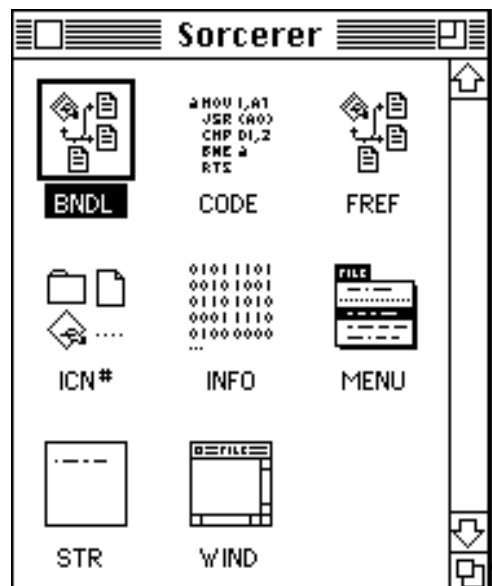 Sorcerer
a MOV 1,A1
JSR (A0)
CMP D1,2
BNE a
RTS
BNDL
CODE
FREF
01011101
00101001
01101010
00011110
01000000
...
FILE
ICN#
INFO
MENU
FILE
STR
WIND